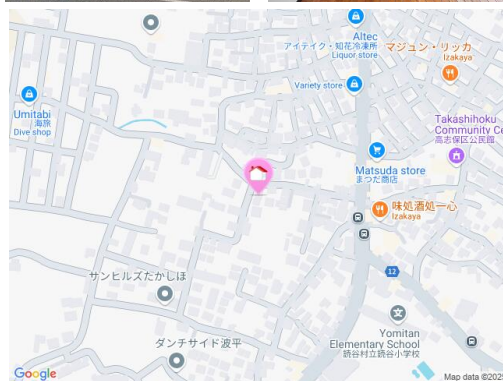 Altec
アイテイク・知花冷凍所
Liquor store
マジュン・リッカ
Izakaya
Variety store
Umitabi
海旅
Dive shop
Takashihoku
Community Ce
高志保区公民館
Matsuda store
まつだ商店
味処酒処一心
Izakaya
12
サンヒルズたかしほ
Yomitan
Elementary School
読谷村立読谷小学校
ダンチサイド波平
Google
Map data ©202